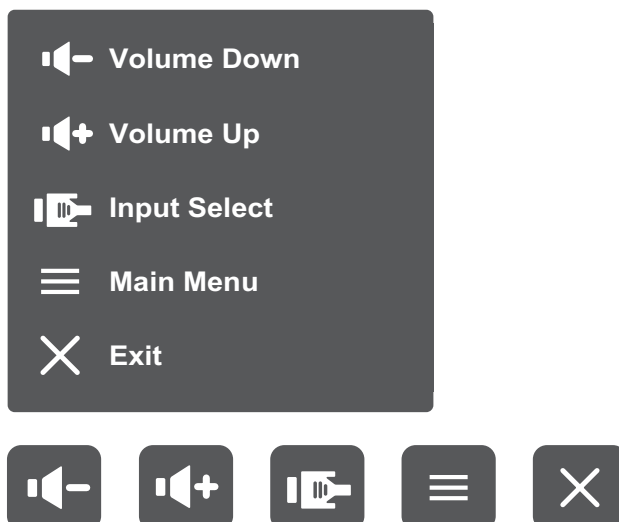 Volume Down
Volume Up
Input Select
Main Menu
Exit